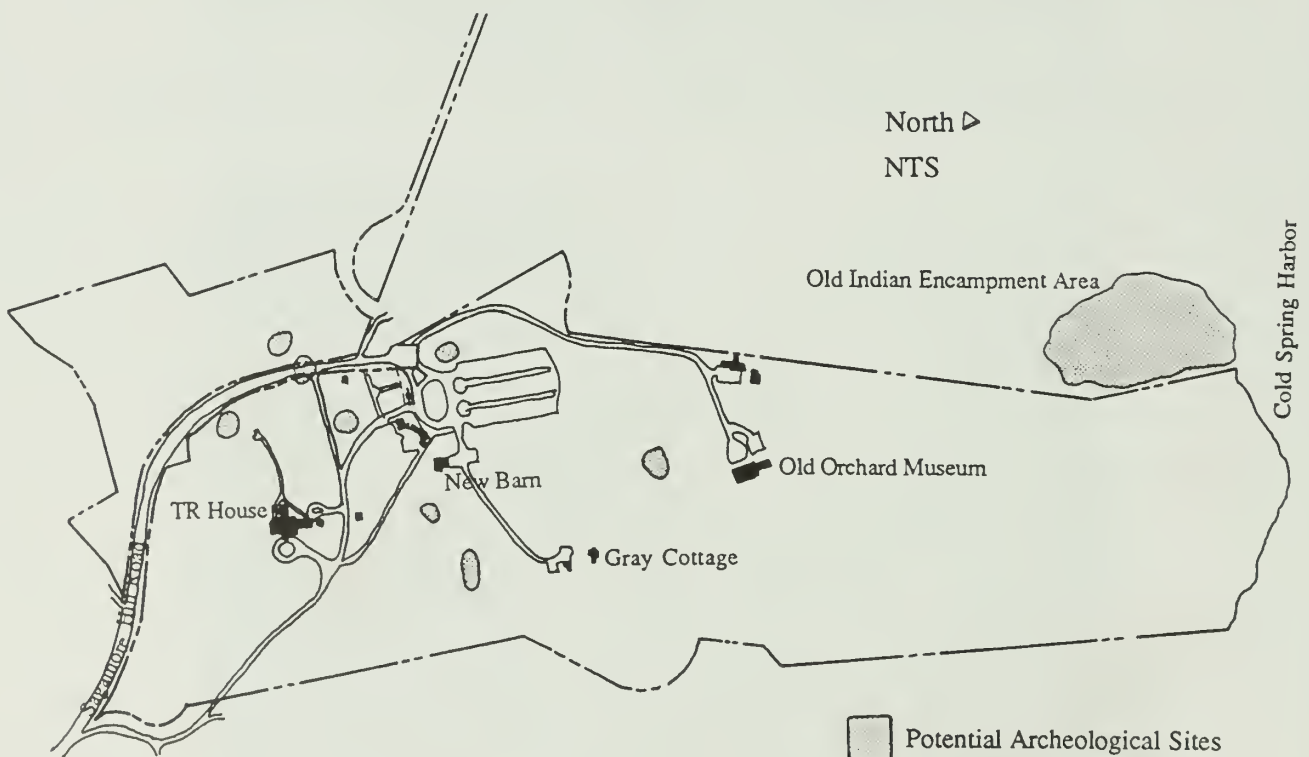 North
NTS
Cold Spring Harbor
Old Indian Encampment Area
Old Orchard Museum
New Barn
TR House
Gray Cottage
Sagamore Hill Road
Potential Archeological Sites